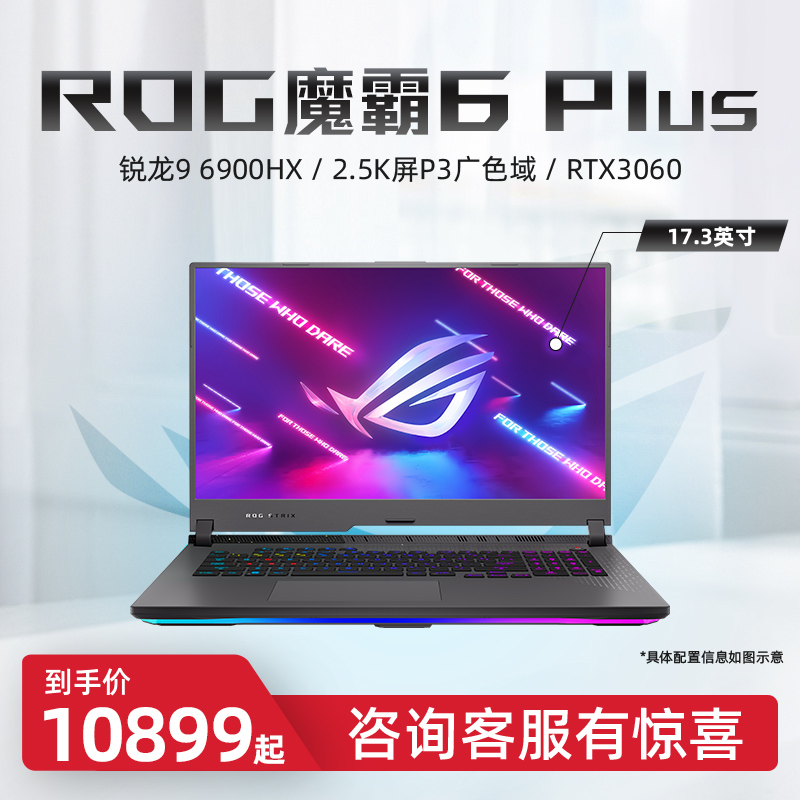 ROG魔霸6 Plus
锐龙9 6900HX / 2.5K屏P3广色域 / RTX3060
17.3英寸
THOSE WHO DARE
FOR THOSE WHO DARE
FOR THOSE WHO DARE
FOR THOSE WHO DARE
ROG STRIX
*具体配置信息如图示意
到手价
10899起
咨询客服有惊喜